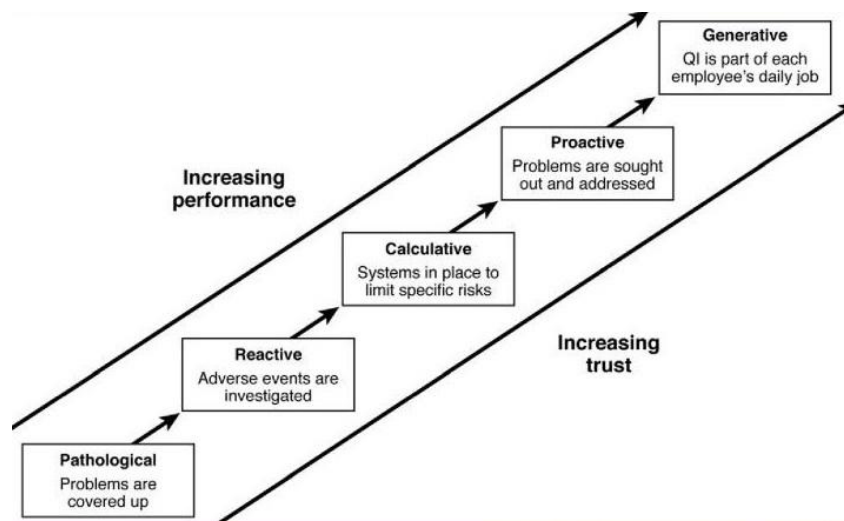 Generative
QI is part of each
employee's daily job
Proactive
Problems are sought
out and addressed
Increasing
performance
Calculative
Systems in place to
limit specific risks
Increasing
trust
Reactive
Adverse events are
investigated
Pathological
Problems are
covered up